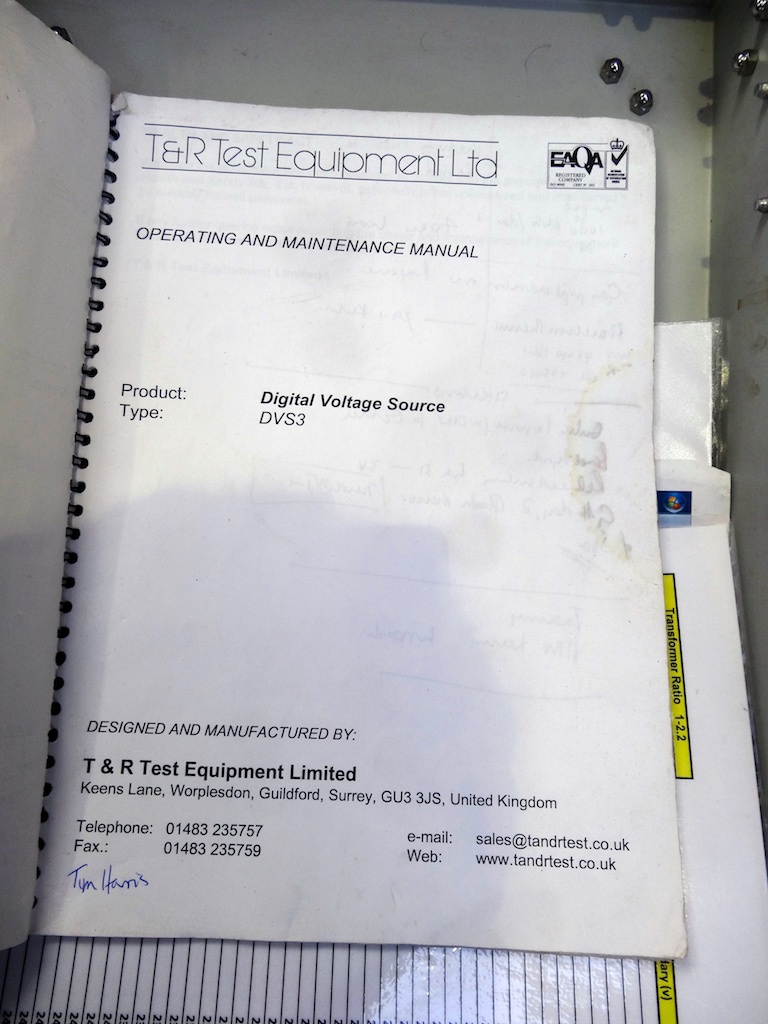 T&R Test Equipment Ltd
EAQA
REGISTERED
COMPANY
OPERATING AND MAINTENANCE MANUAL
Product: Digital Voltage Source
Type: DVS3
DESIGNED AND MANUFACTURED BY:
T & R Test Equipment Limited
Keens Lane, Worplesdon, Guildford, Surrey, GU3 3JS, United Kingdom
Telephone: 01483 235757
Fax.: 01483 235759
e-mail: sales@tandrtest.co.uk
Web: www.tandrtest.co.uk
Tim Harris
Transformer Ratio 1-2.2